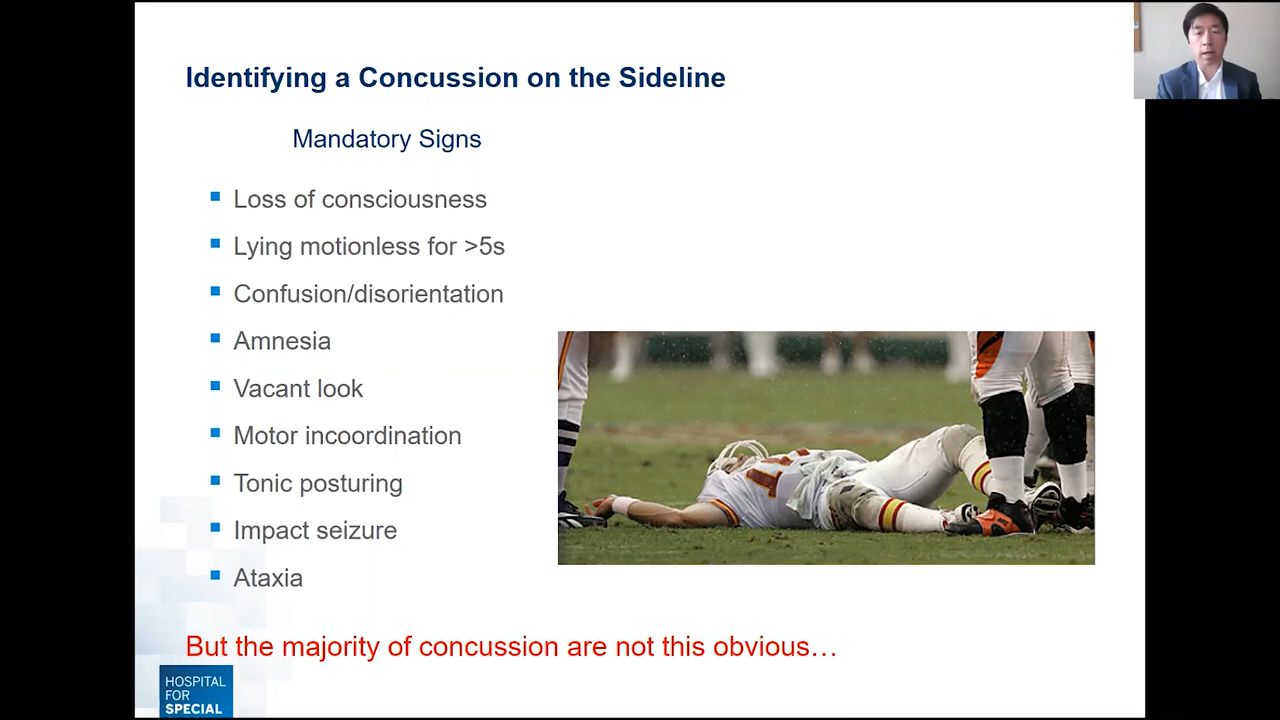 Identifying a Concussion on the Sideline
Mandatory Signs
Loss of consciousness
Lying motionless for >5s
Confusion/disorientation
Amnesia
Vacant look
Motor incoordination
Tonic posturing
Impact seizure
Ataxia
But the majority of concussion are not this obvious…
HOSPITAL
FOR
SPECIAL